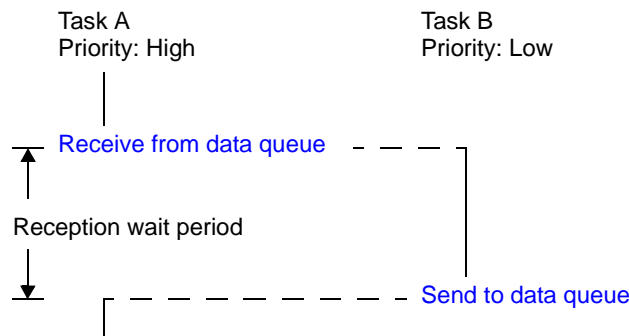 Task A
Priority: High
Task B
Priority: Low
Receive from data queue
Reception wait period
Send to data queue